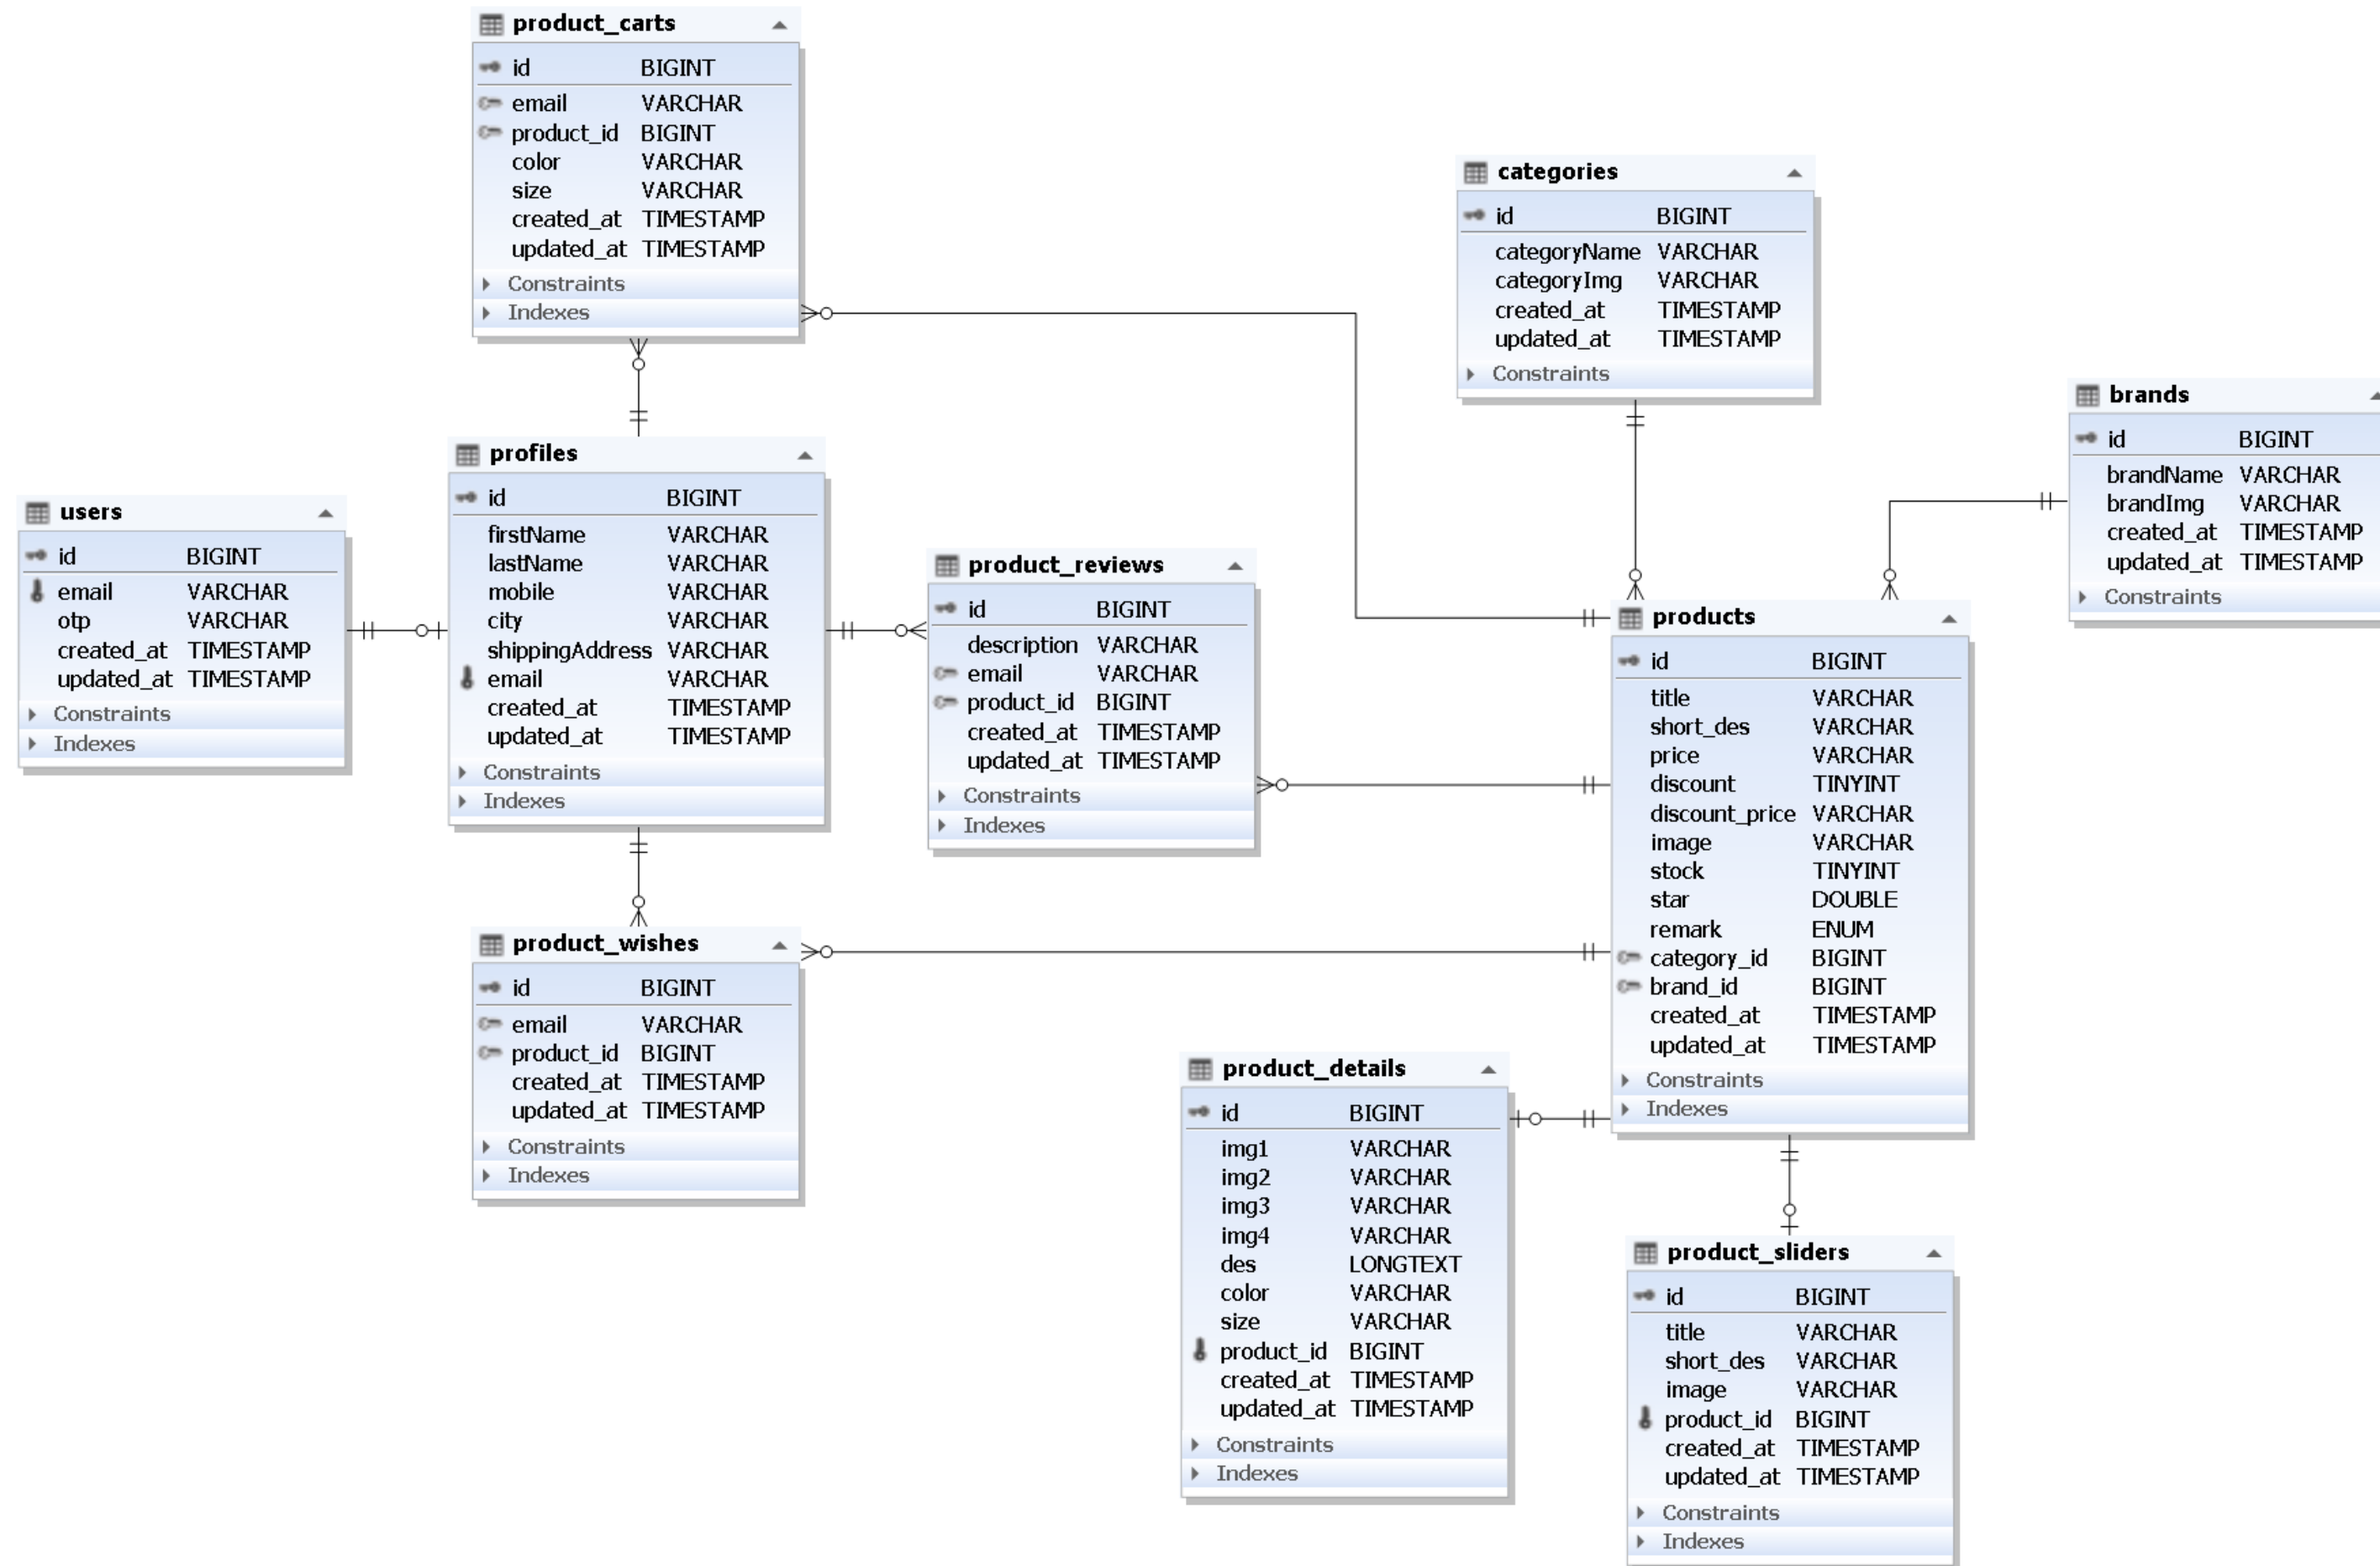 product_carts
id BIGINT
email VARCHAR
product_id BIGINT
color VARCHAR
size VARCHAR
created_at TIMESTAMP
updated_at TIMESTAMP
Constraints
Indexes
categories
id BIGINT
categoryName VARCHAR
categoryImg VARCHAR
created_at TIMESTAMP
updated_at TIMESTAMP
Constraints
brands
id BIGINT
brandName VARCHAR
brandImg VARCHAR
created_at TIMESTAMP
updated_at TIMESTAMP
Constraints
users
id BIGINT
email VARCHAR
otp VARCHAR
created_at TIMESTAMP
updated_at TIMESTAMP
Constraints
Indexes
profiles
id BIGINT
firstName VARCHAR
lastName VARCHAR
mobile VARCHAR
city VARCHAR
shippingAddress VARCHAR
email VARCHAR
created_at TIMESTAMP
updated_at TIMESTAMP
Constraints
Indexes
product_reviews
id BIGINT
description VARCHAR
email VARCHAR
product_id BIGINT
created_at TIMESTAMP
updated_at TIMESTAMP
Constraints
Indexes
products
id BIGINT
title VARCHAR
short_des VARCHAR
price VARCHAR
discount TINYINT
discount_price VARCHAR
image VARCHAR
stock TINYINT
star DOUBLE
remark ENUM
category_id BIGINT
brand_id BIGINT
created_at TIMESTAMP
updated_at TIMESTAMP
Constraints
Indexes
product_wishes
id BIGINT
email VARCHAR
product_id BIGINT
created_at TIMESTAMP
updated_at TIMESTAMP
Constraints
Indexes
product_details
id BIGINT
img1 VARCHAR
img2 VARCHAR
img3 VARCHAR
img4 VARCHAR
des LONGTEXT
color VARCHAR
size VARCHAR
product_id BIGINT
created_at TIMESTAMP
updated_at TIMESTAMP
Constraints
Indexes
product_sliders
id BIGINT
title VARCHAR
short_des VARCHAR
image VARCHAR
product_id BIGINT
created_at TIMESTAMP
updated_at TIMESTAMP
Constraints
Indexes